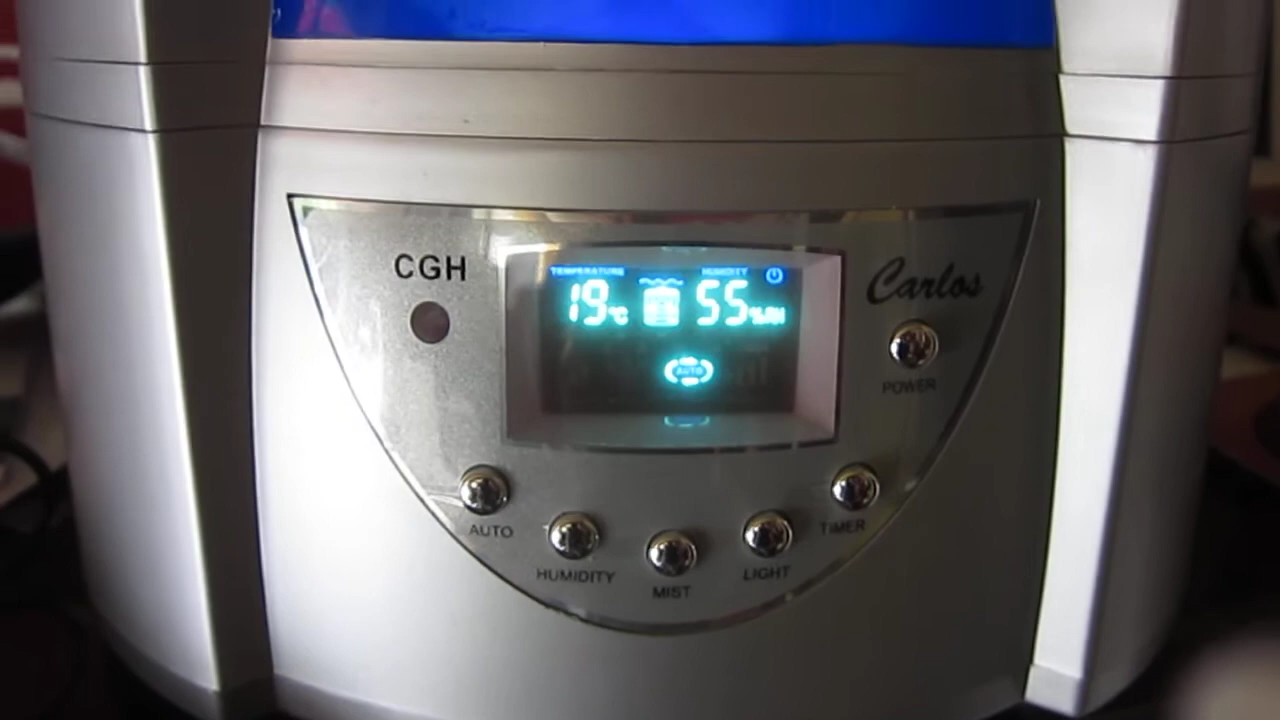 CGH
Carlos
TEMPERATURE HUMIDITY
19°C 55%RH
AUTO
POWER
AUTO
HUMIDITY
MIST
LIGHT
TIMER